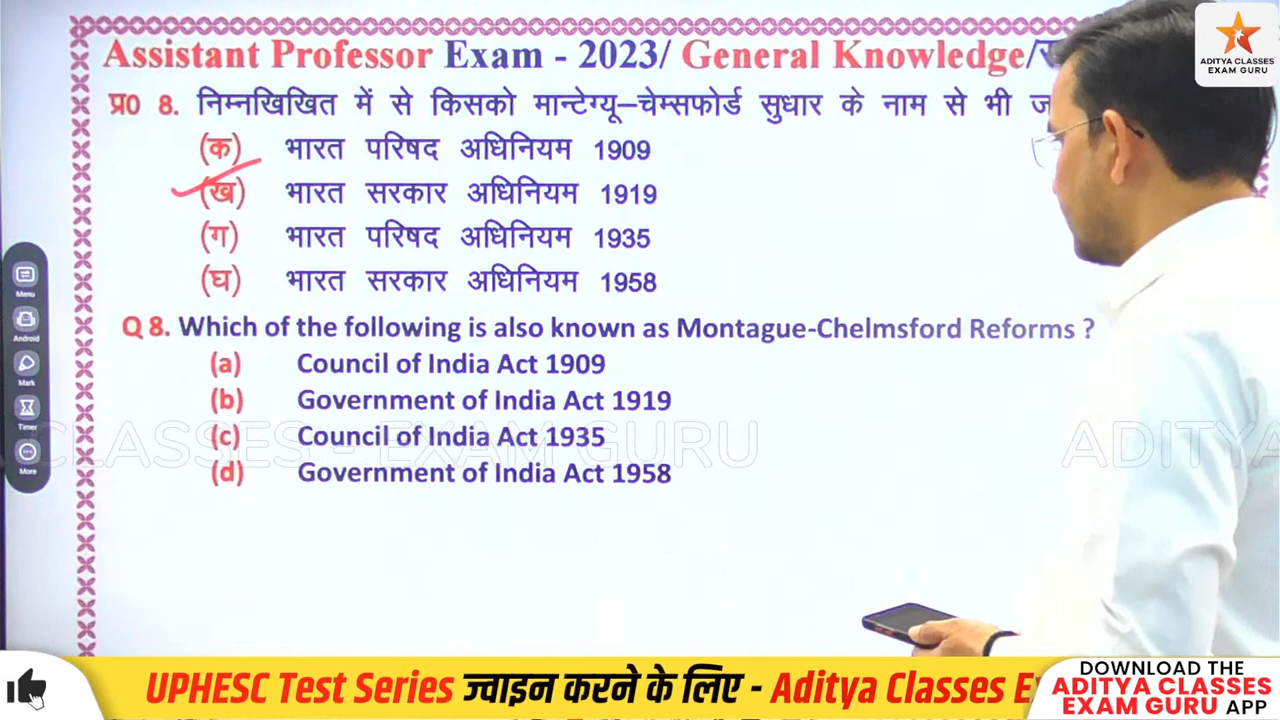 Assistant Professor Exam - 2023/ General Knowledge/
प्र0 8. निम्नखिखित में से किसको मान्टेग्यू–चेम्सफोर्ड सुधार के नाम से भी
(क) भारत परिषद अधिनियम 1909
(ख) भारत सरकार अधिनियम 1919
(ग) भारत परिषद अधिनियम 1935
(घ) भारत सरकार अधिनियम 1958
Q 8. Which of the following is also known as Montague-Chelmsford Reforms ?
(a) Council of India Act 1909
(b) Government of India Act 1919
(c) Council of India Act 1935
(d) Government of India Act 1958
CLASSES - EXAM GURU ADITYA
Menu
Android
Mark
Timer
More
ADITYA CLASSES
EXAM GURU
UPHESC Test Series ज्वाइन करने के लिए - Aditya Classes
DOWNLOAD THE
ADITYA CLASSES
EXAM GURU APP